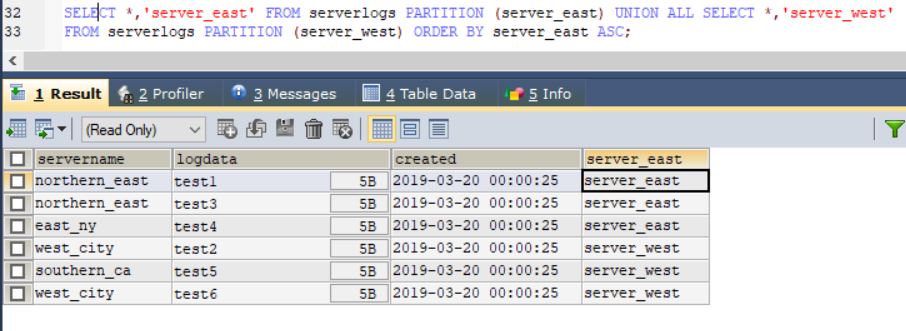 32 SELECT *,'server_east' FROM serverlogs PARTITION (server_east) UNION ALL SELECT *,'server_west'
33 FROM serverlogs PARTITION (server_west) ORDER BY server_east ASC;
1 Result 2 Profiler 3 Messages 4 Table Data 5 Info
(Read Only)
servername logdata created server_east
northern_east test1 5B 2019-03-20 00:00:25 server_east
northern_east test3 5B 2019-03-20 00:00:25 server_east
east_ny test4 5B 2019-03-20 00:00:25 server_east
west_city test2 5B 2019-03-20 00:00:25 server_west
southern_ca test5 5B 2019-03-20 00:00:25 server_west
west_city test6 5B 2019-03-20 00:00:25 server_west